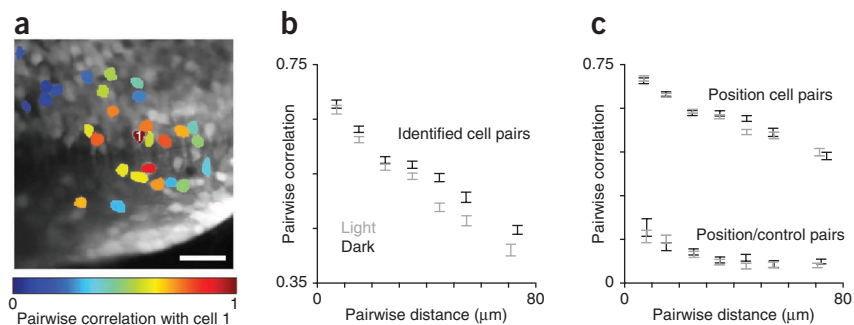 a
1
0
1
Pairwise correlation with cell 1
b
0.75
Pairwise correlation
Identified cell pairs
Light
Dark
0.35
0
80
Pairwise distance (μm)
c
0.75
Pairwise correlation
Position cell pairs
Position/control pairs
0
0
80
Pairwise distance (μm)